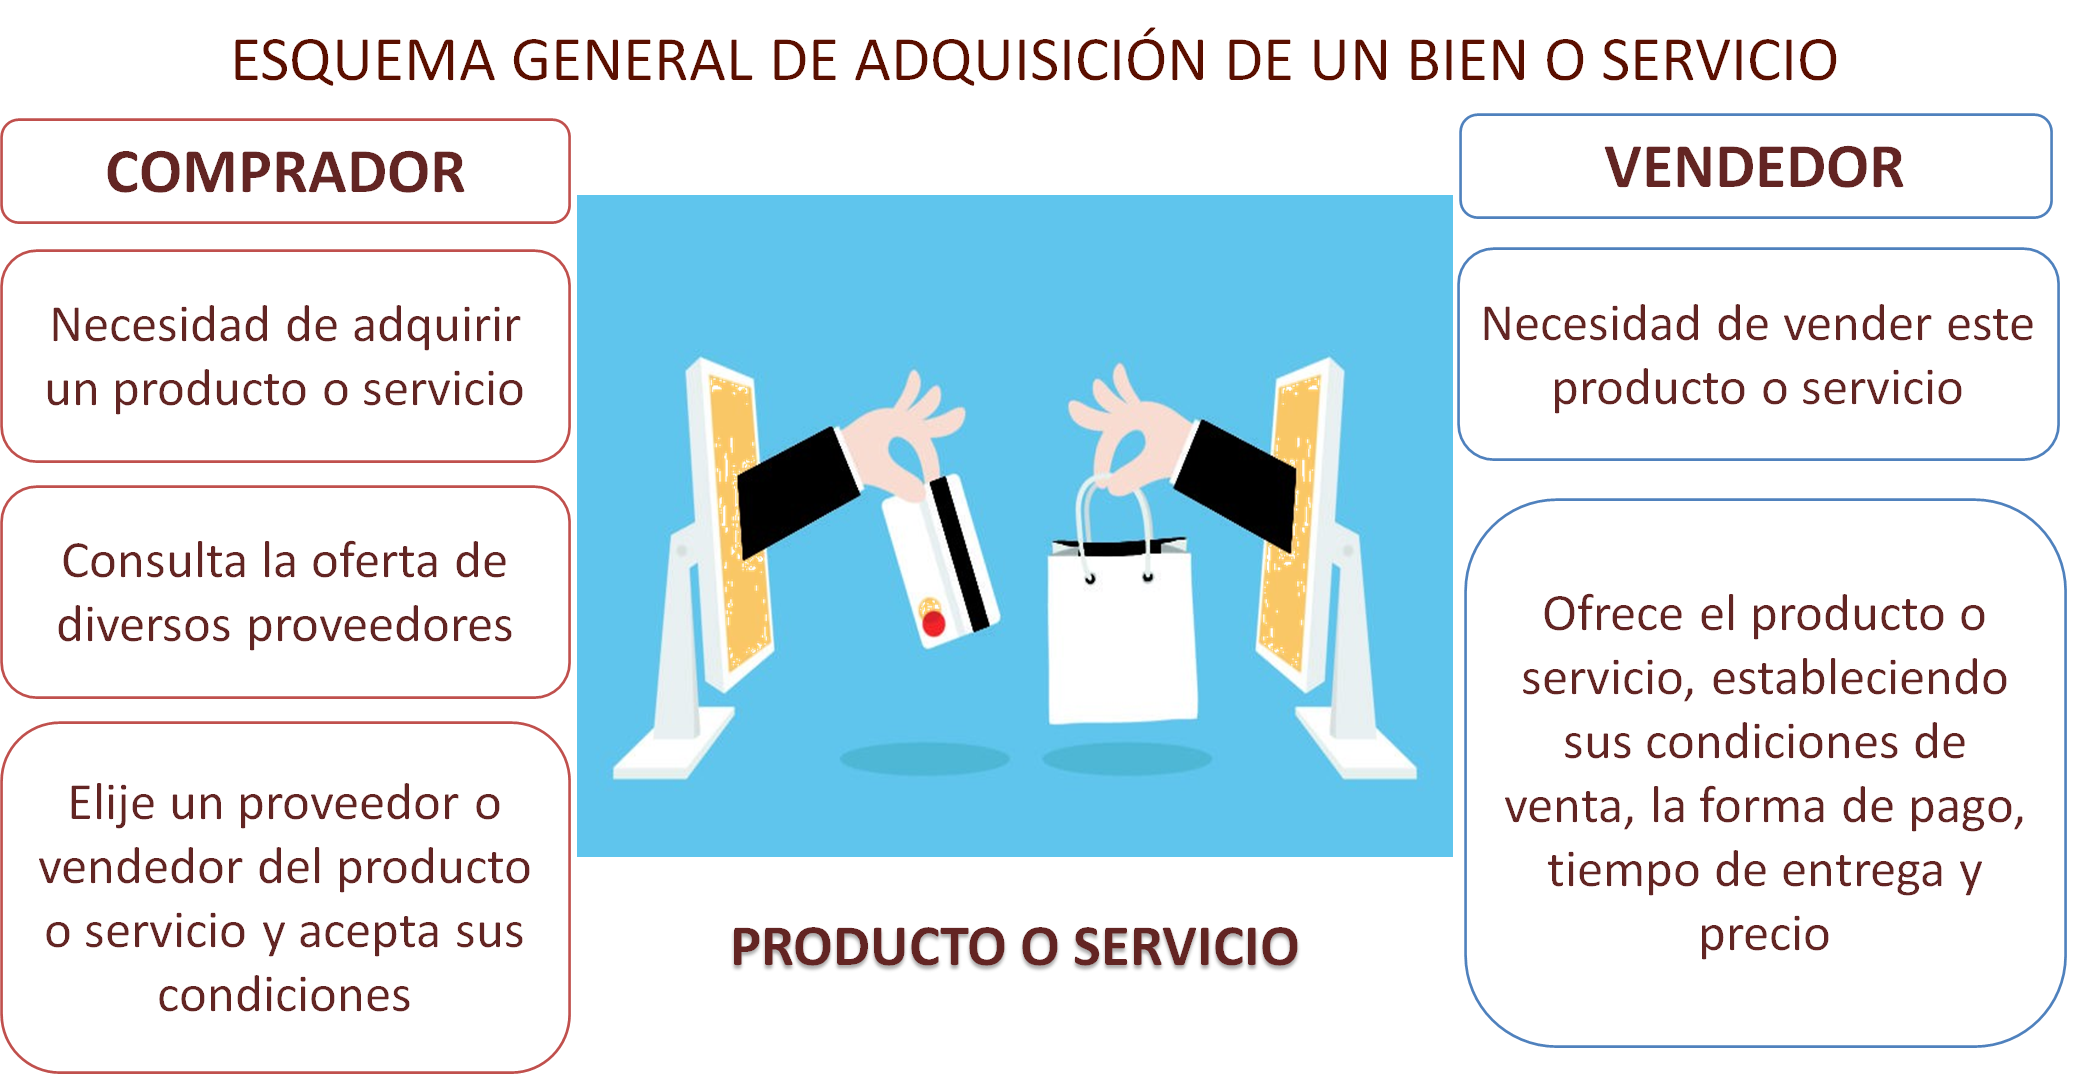 ESQUEMA GENERAL DE ADQUISICIÓN DE UN BIEN O SERVICIO
COMPRADOR
Necesidad de adquirir
un producto o servicio
Consulta la oferta de
diversos proveedores
Elije un proveedor o
vendedor del producto
o servicio y acepta sus
condiciones
PRODUCTO O SERVICIO
VENDEDOR
Necesidad de vender este
producto o servicio
Ofrece el producto o
servicio, estableciendo
sus condiciones de
venta, la forma de pago,
tiempo de entrega y
precio